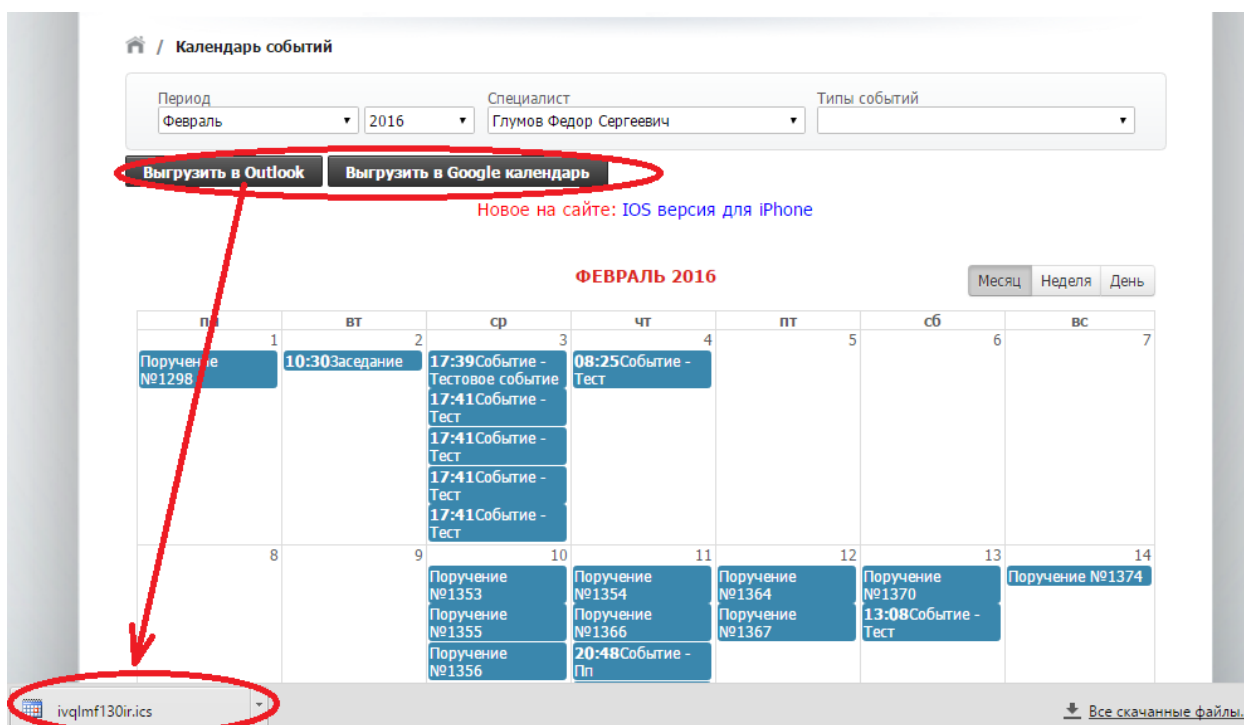 / Календарь событий
Период Специалист Типы событий
Февраль 2016 Глумов Федор Сергеевич
Выгрузить в Outlook Выгрузить в Google календарь
Новое на сайте: IOS версия для iPhone
ФЕВРАЛЬ 2016
Месяц Неделя День
пн вт ср чт пт сб вс
1 2 3 4 5 6 7
Поручение
№1298
10:30Заседание
17:39Событие -
Тестовое событие
17:41Событие -
Тест
17:41Событие -
Тест
17:41Событие -
Тест
17:41Событие -
Тест
08:25Событие -
Тест
8 9 10 11 12 13 14
Поручение
№1353
Поручение
№1355
Поручение
№1356
Поручение
№1354
Поручение
№1366
20:48Событие -
Пп
Поручение
№1364
Поручение
№1367
Поручение
№1370
13:08Событие -
Тест
Поручение №1374
ivqlmf130ir.ics
Все скачанные файлы.